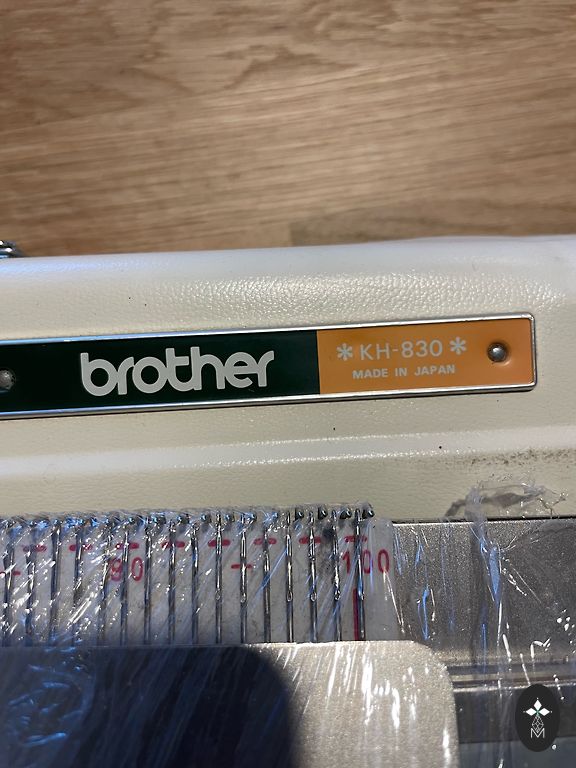 brother
*KH-830*
MADE IN JAPAN
90
100
M